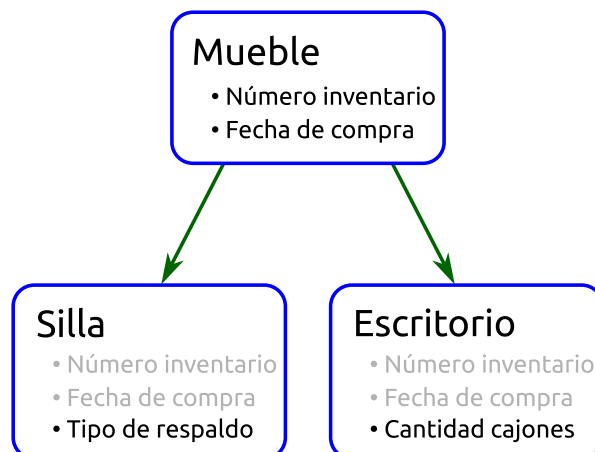 Mueble
• Número inventario
• Fecha de compra
Silla
• Número inventario
• Fecha de compra
• Tipo de respaldo
Escritorio
• Número inventario
• Fecha de compra
• Cantidad cajones